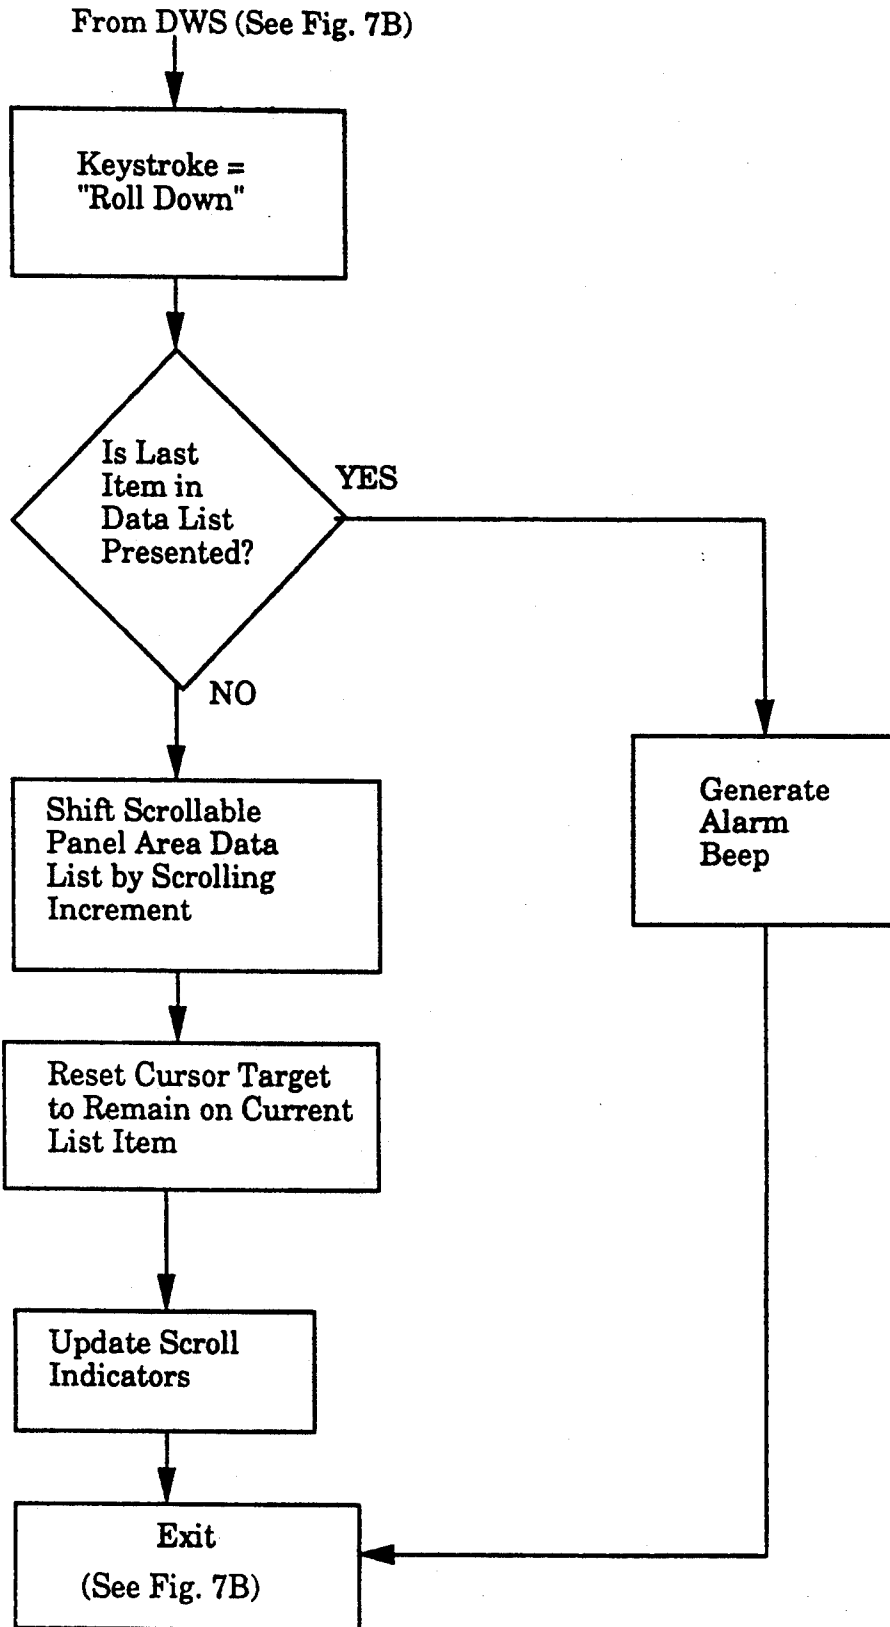 From DWS (See Fig. 7B)
Keystroke =
"Roll Down"
Is Last
Item in
Data List
Presented?
YES
NO
Shift Scrollable
Panel Area Data
List by Scrolling
Increment
Generate
Alarm
Beep
Reset Cursor Target
to Remain on Current
List Item
Update Scroll
Indicators
Exit
(See Fig. 7B)